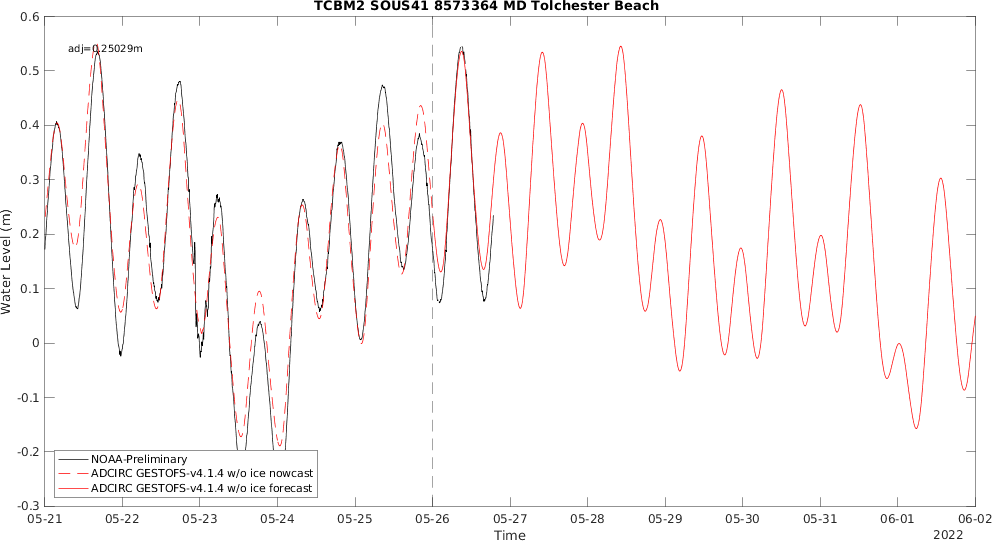 TCBM2 SOUS41 8573364 MD Tolchester Beach
0.6
adj=0.25029m
0.5
0.4
0.3
0.2
0.1
0
-0.1
-0.2
-0.3
Water Level (m)
NOAA-Preliminary
ADCIRC GESTOFS-v4.1.4 w/o ice nowcast
ADCIRC GESTOFS-v4.1.4 w/o ice forecast
05-21 05-22 05-23 05-24 05-25 05-26 05-27 05-28 05-29 05-30 05-31 06-01 06-02
Time
2022